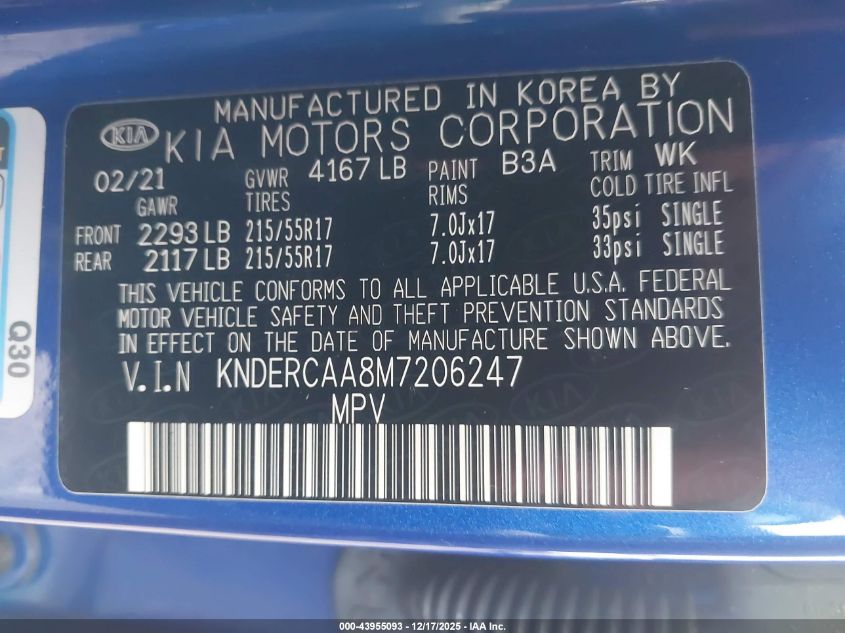 MANUFACTURED IN KOREA BY
KIA KIA MOTORS CORPORATION
02/21 GVWR 4167 LB PAINT B3A TRIM WK
GAWR TIRES RIMS COLD TIRE INFL
FRONT 2293 LB 215/55R17 7.0Jx17 35psi SINGLE
REAR 2117 LB 215/55R17 7.0Jx17 33psi SINGLE
THIS VEHICLE CONFORMS TO ALL APPLICABLE U.S.A. FEDERAL
MOTOR VEHICLE SAFETY AND THEFT PREVENTION STANDARDS
IN EFFECT ON THE DATE OF MANUFACTURE SHOWN ABOVE.
V.I.N KNDERCAA8M7206247
MPV
Q30
000-43955093 - 12/17/2025 - IAA Inc.